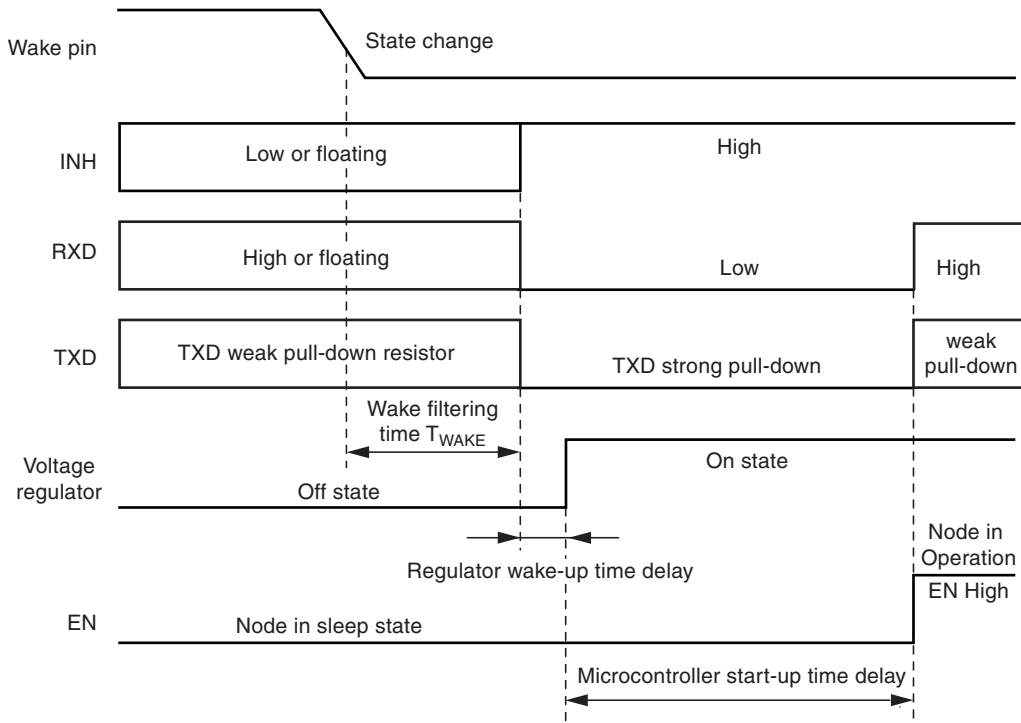 Wake pin
State change
INH
Low or floating
High
RXD
High or floating
Low
High
TXD
TXD weak pull-down resistor
TXD strong pull-down
weak
pull-down
Wake filtering
time TWAKE
Voltage
regulator
Off state
On state
Regulator wake-up time delay
Node in
Operation
EN High
EN
Node in sleep state
Microcontroller start-up time delay